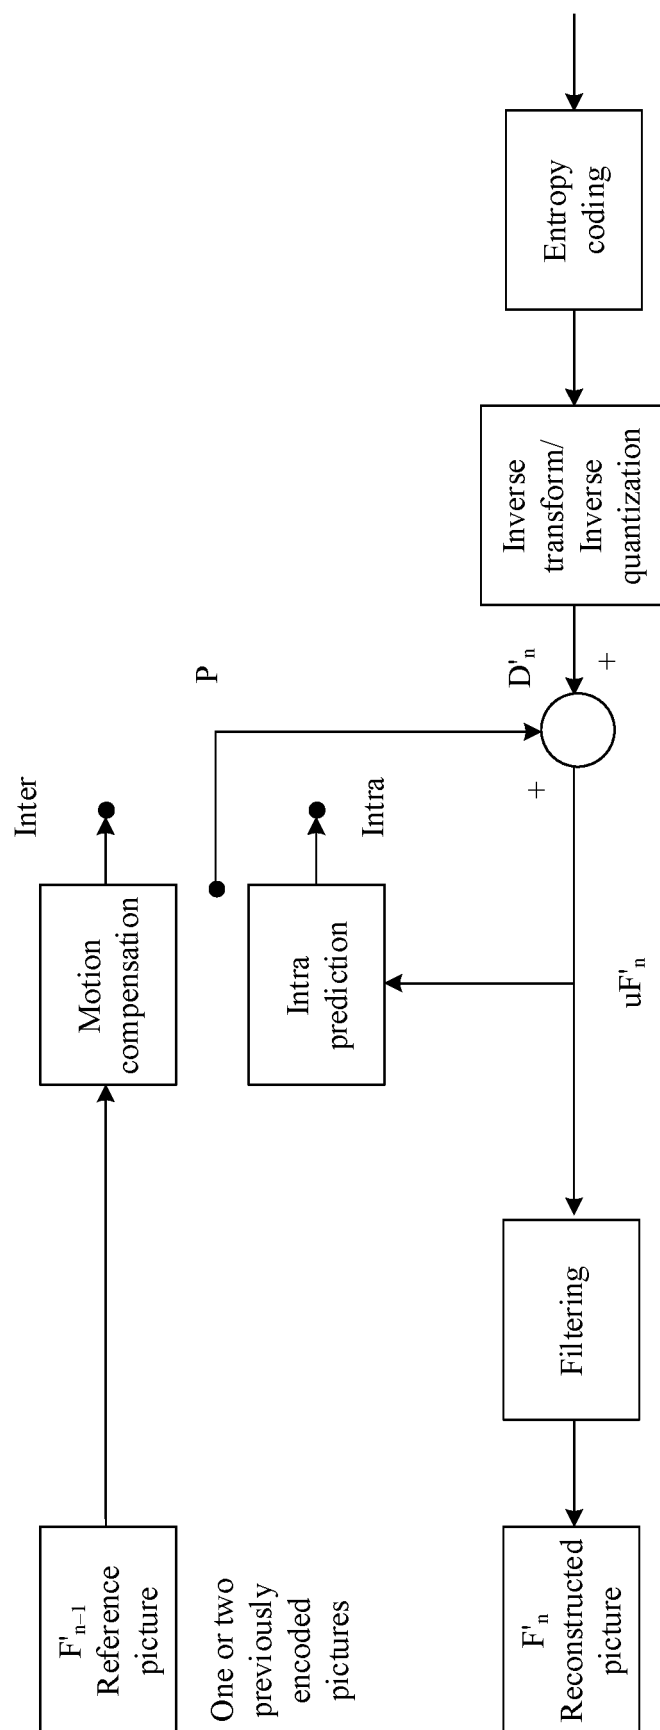 Inter
F'n−1
Reference
picture
Motion
compensation
P
One or two
previously
encoded
pictures
Intra
prediction
Intra
D'n
+
+
F'n
Reconstructed
picture
Filtering
uF'n
Inverse
transform/
Inverse
quantization
Entropy
coding